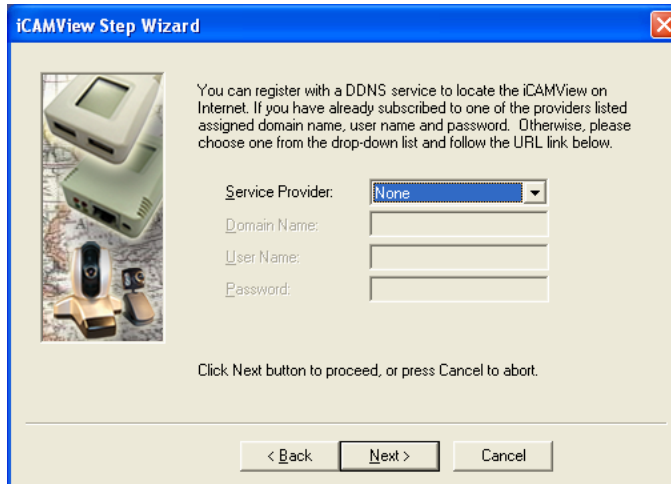 iCAMView Step Wizard
You can register with a DDNS service to locate the iCAMView on
Internet. If you have already subscribed to one of the providers listed
assigned domain name, user name and password. Otherwise, please
choose one from the drop-down list and follow the URL link below.
Service Provider: None
Domain Name:
User Name:
Password:
Click Next button to proceed, or press Cancel to abort.
< Back Next > Cancel